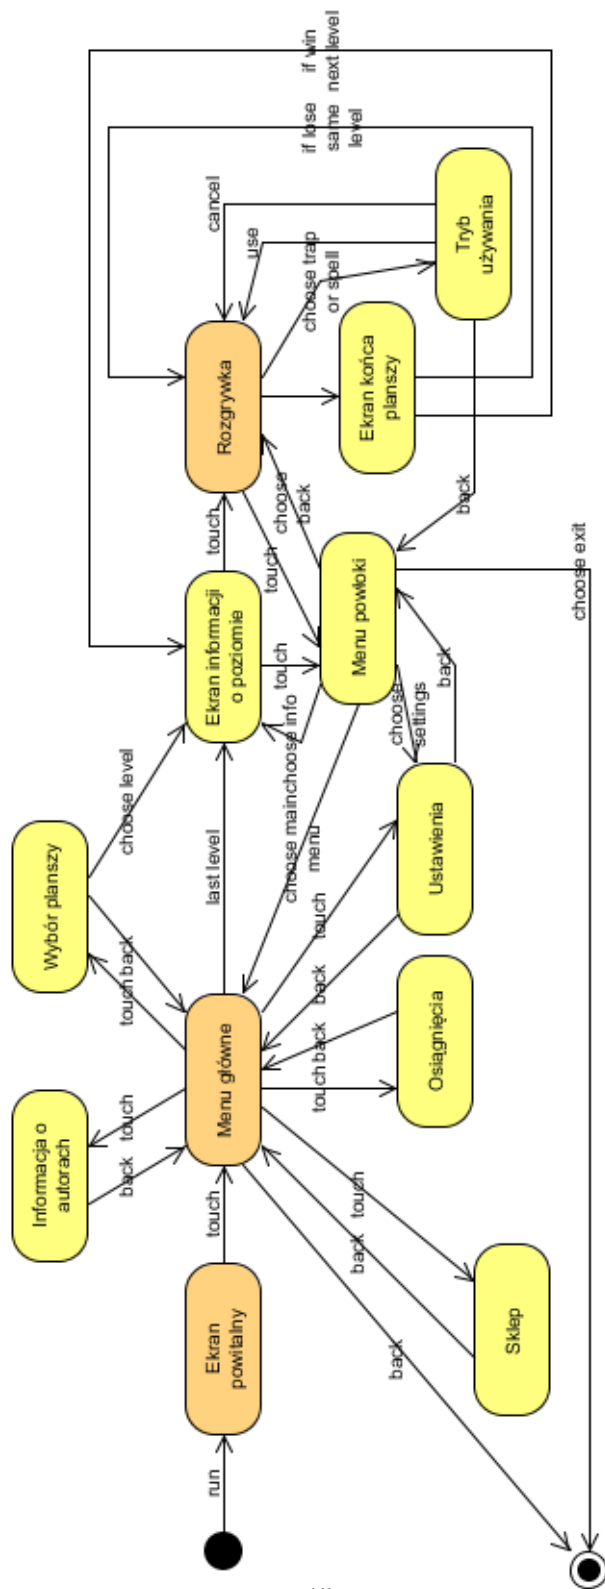 run
Ekran
powitalny
touch
Informacja o
autorach
back
touch
Menu główne
touch
back
Wybór planszy
choose level
last level
back
back
touch
Sklep
touch
back
Osiągnięcia
back
touch
Ustawienia
choose main
menu
choose info
choose
settings
back
Ekran informacji
o poziomie
touch
touch
Menu powłoki
touch
choose
back
Rozgrywka
back
choose exit
Ekran końca
planszy
choose trap
or spell
use
cancel
Tryb
używania
if lose
same
level
if win
next level